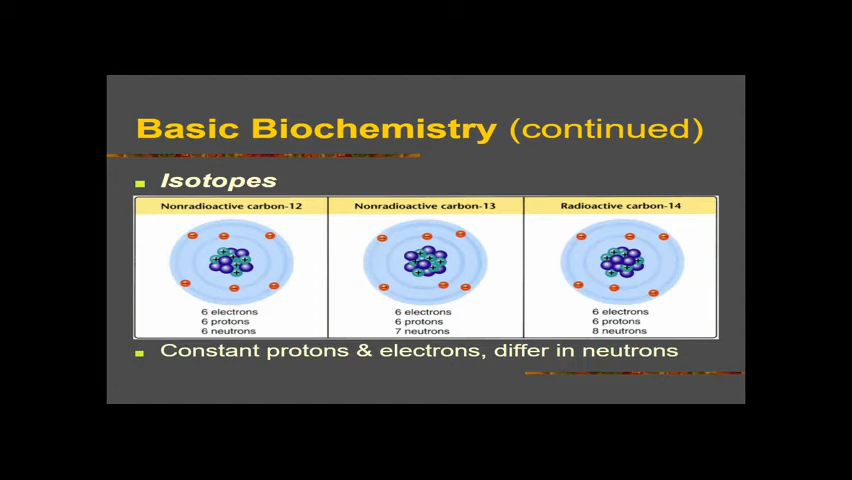 Basic Biochemistry (continued)
Isotopes
Nonradioactive carbon-12
6 electrons
6 protons
6 neutrons
Nonradioactive carbon-13
6 electrons
6 protons
7 neutrons
Radioactive carbon-14
6 electrons
6 protons
8 neutrons
Constant protons & electrons, differ in neutrons